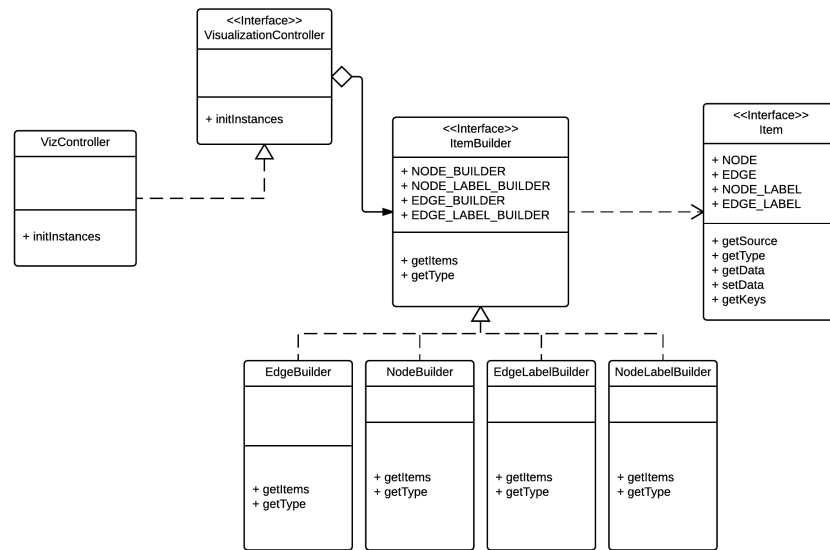 <<Interface>>
VisualizationController
+ initInstances
VizController
+ initInstances
<<Interface>>
ItemBuilder
+ NODE_BUILDER
+ NODE_LABEL_BUILDER
+ EDGE_BUILDER
+ EDGE_LABEL_BUILDER
+ getItems
+ getType
<<Interface>>
Item
+ NODE
+ EDGE
+ NODE_LABEL
+ EDGE_LABEL
+ getSource
+ getType
+ getData
+ setData
+ getKeys
EdgeBuilder
+ getItems
+ getType
NodeBuilder
+ getItems
+ getType
EdgeLabelBuilder
+ getItems
+ getType
NodeLabelBuilder
+ getItems
+ getType